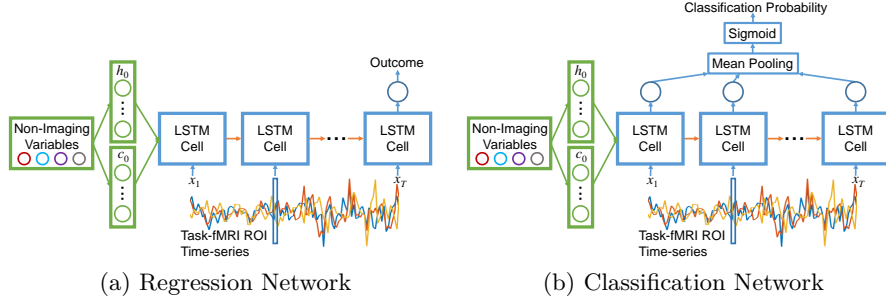 Outcome
h0
Non-Imaging
Variables
c0
LSTM
Cell
LSTM
Cell
...
LSTM
Cell
x1
xT
Task-fMRI ROI
Time-series
(a) Regression Network
Classification Probability
Sigmoid
Mean Pooling
h0
Non-Imaging
Variables
c0
LSTM
Cell
LSTM
Cell
...
LSTM
Cell
x1
xT
Task-fMRI ROI
Time-series
(b) Classification Network